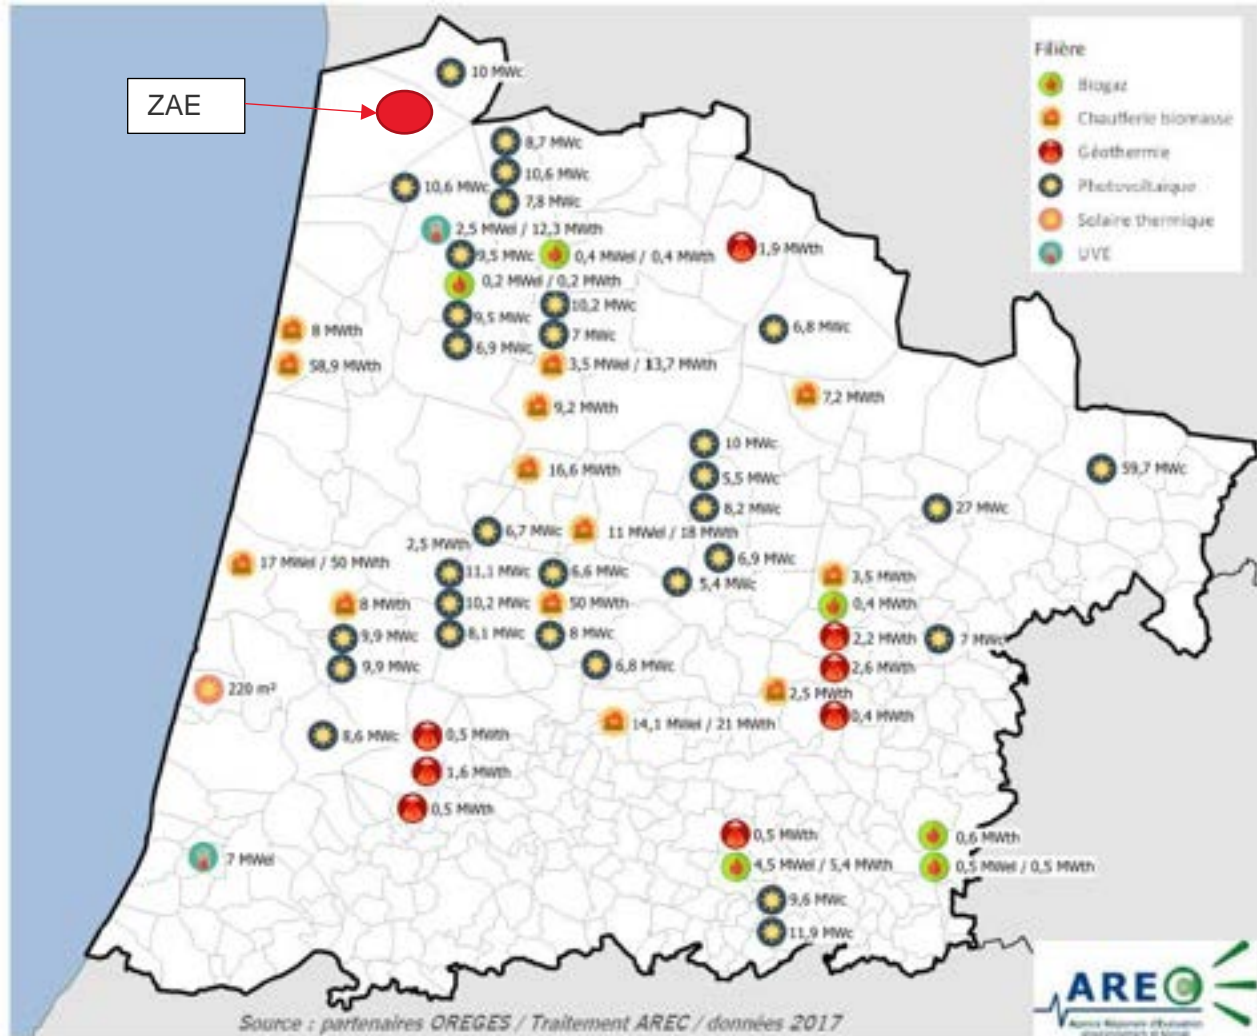 ZAE
10 MWc
8,7 MWc
10,6 MWc
10,6 MWc
7,8 MWc
2,5 MWel / 12,3 MWth
9,5 MWc
0,4 MWel / 0,4 MWth
1,9 MWth
0,2 MWel / 0,2 MWth
10,2 MWc
9,5 MWc
6,8 MWc
8 MWth
7 MWc
6,9 MWc
58,9 MWth
3,5 MWel / 13,7 MWth
7,2 MWth
9,2 MWth
10 MWc
16,6 MWth
59,7 MWc
5,5 MWc
8,2 MWc
27 MWc
6,7 MWc
11 MWel / 18 MWth
2,5 MWth
6,9 MWc
17 MWel / 50 MWth
11,1 MWc
6,6 MWc
5,4 MWc
3,5 MWth
8 MWth
10,2 MWc
50 MWth
0,4 MWth
9,9 MWc
8,1 MWc
8 MWc
2,2 MWth
7 MWc
9,9 MWc
6,8 MWc
2,6 MWth
220 m²
2,5 MWth
0,4 MWth
14,1 MWel / 21 MWth
8,6 MWc
0,5 MWth
1,6 MWth
0,5 MWth
0,5 MWth
0,6 MWth
7 MWel
4,5 MWel / 5,4 MWth
0,5 MWel / 0,5 MWth
9,6 MWc
11,9 MWc
Filière
Biogaz
Chaufferie biomasse
Géothermie
Photovoltaïque
Solaire thermique
UVE
Source : partenaires OREGES / Traitement AREC / données 2017
AREC
Agence Régionale d'Évaluation